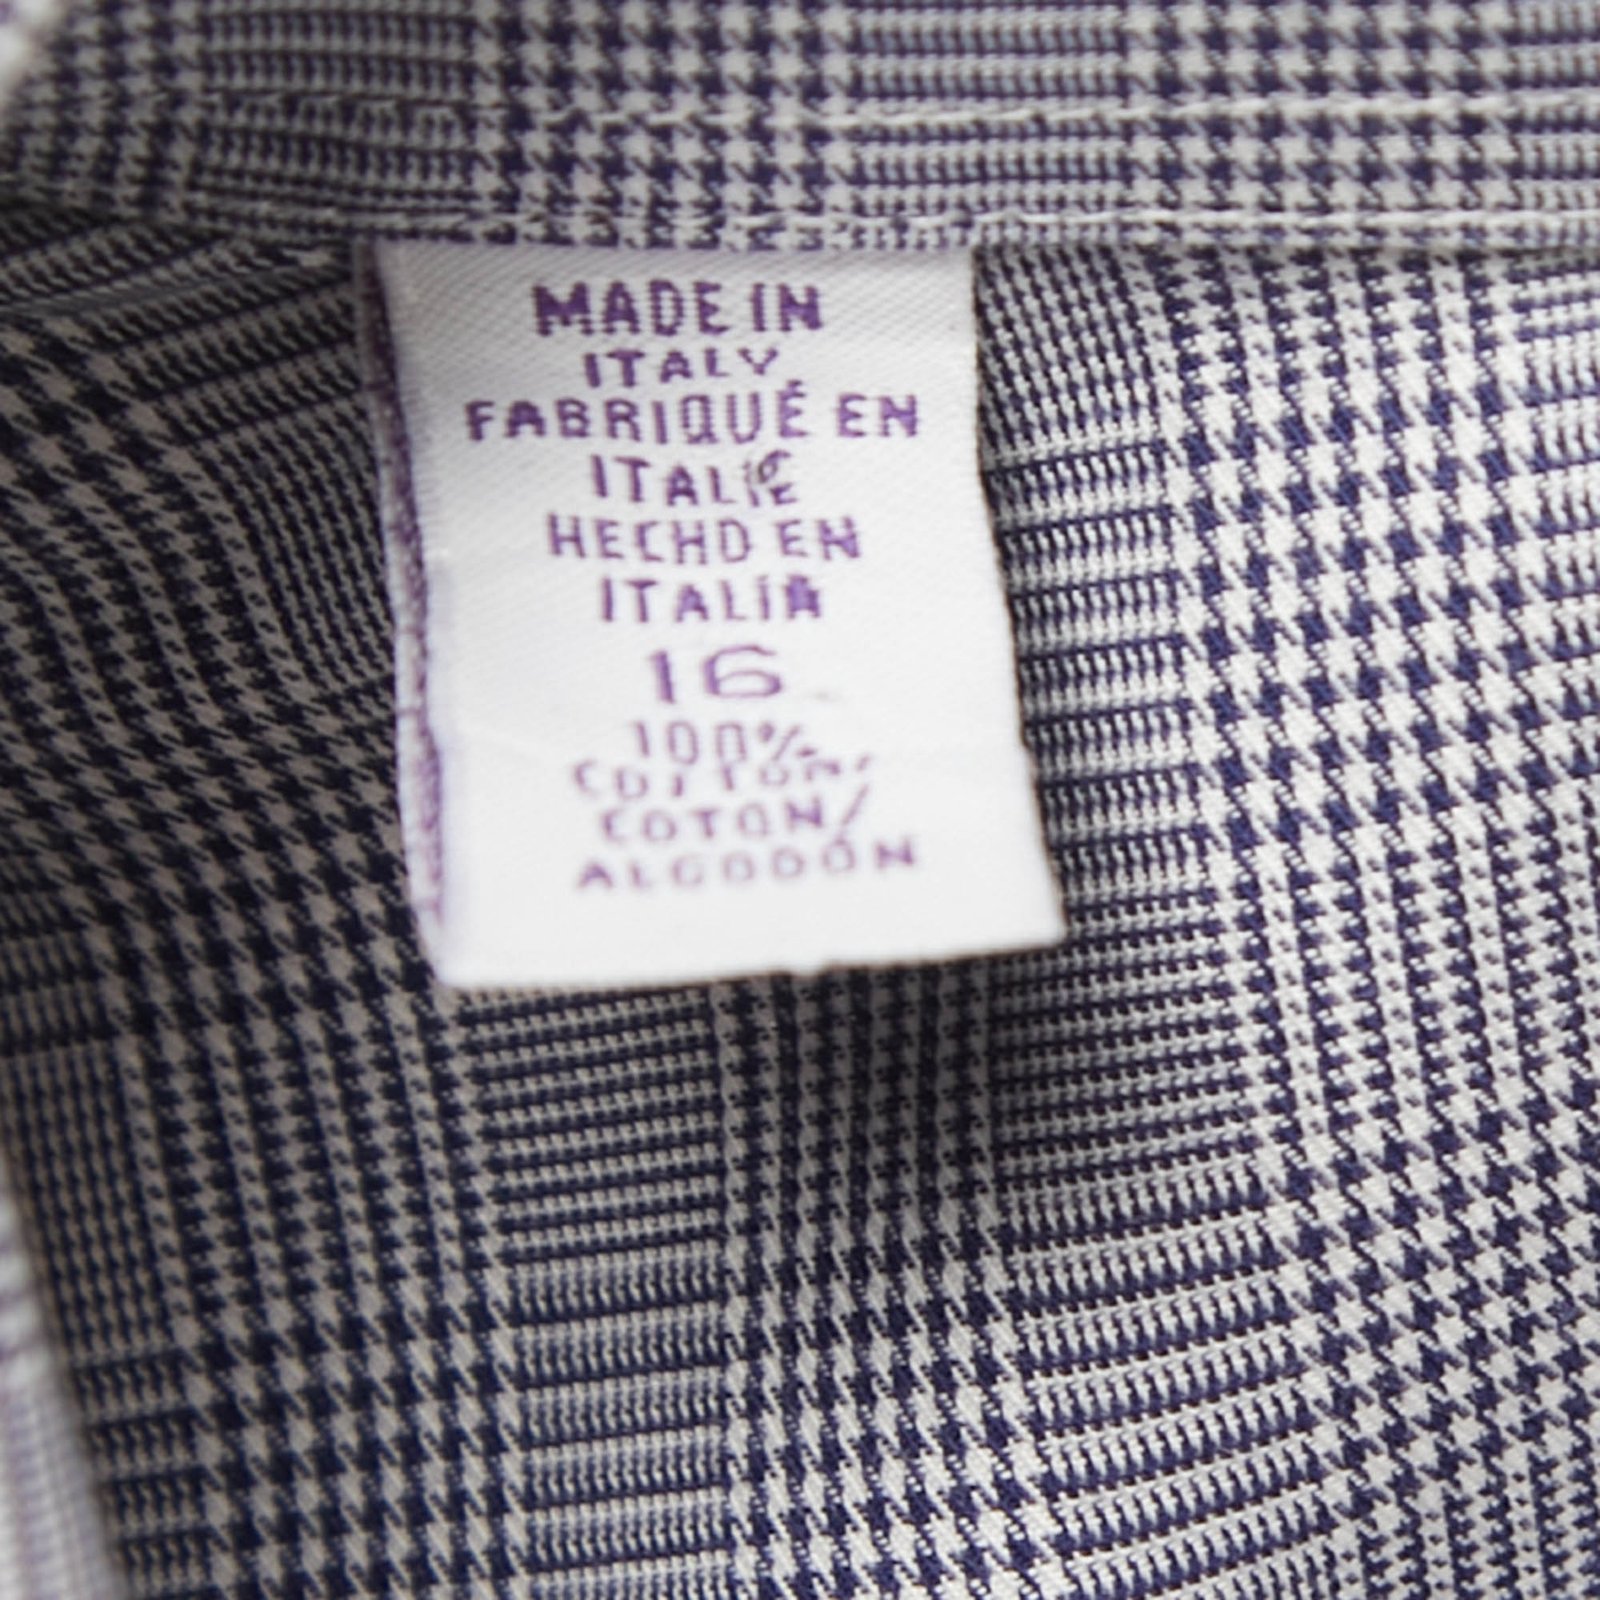 MADE IN
ITALY
FABRIQUÉ EN
ITALIE
HECHO EN
ITALIA
16
100%
COTTON/
COTON/
ALGODÓN